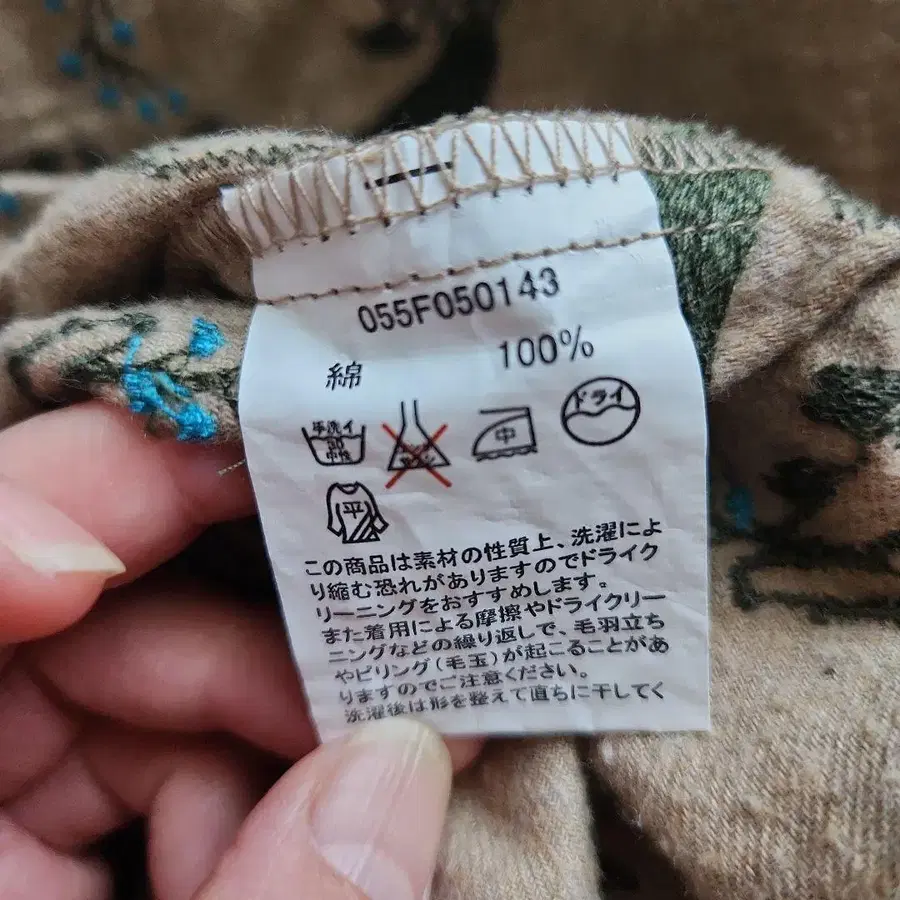 055F050143
綿 100%
手洗イ
中性
中
ドライ
平
この商品は素材の性質上、洗濯によ
り縮む恐れがありますのでドライク
リーニングをおすすめします。
また着用による摩擦やドライクリー
ニングなどの繰り返しで、毛羽立ち
やピリング(毛玉)が起こることがあ
りますのでご注意ください。
洗濯後は形を整えて直ちに干してく